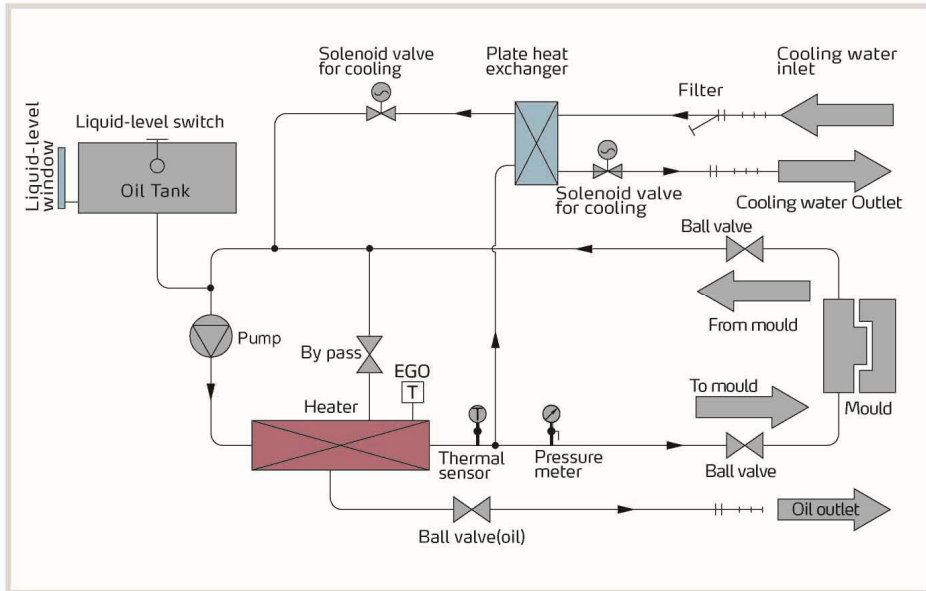 Solenoid valve
for cooling
Plate heat
exchanger
Cooling water
inlet
Filter
Liquid-level switch
Liquid-level
window
Oil Tank
Solenoid valve
for cooling
Cooling water Outlet
Ball valve
From mould
Pump
By pass
EGO
T
Heater
To mould
Mould
T
Thermal
sensor
Pressure
meter
Ball valve
Ball valve(oil)
Oil outlet